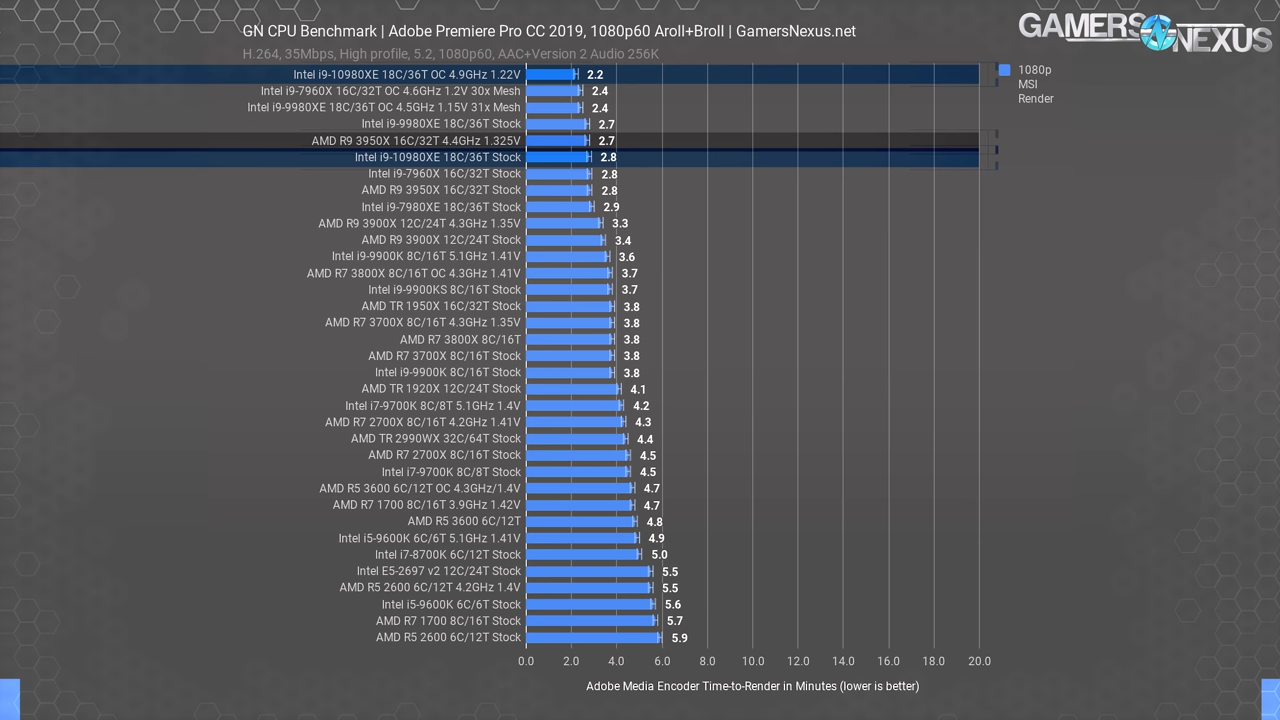 GN CPU Benchmark | Adobe Premiere Pro CC 2019, 1080p60 Aroll+Broll | GamersNexus.net
GAMERS NEXUS
H.264, 35Mbps, High profile, 5.2, 1080p60, AAC+Version 2 Audio 256K
1080p
MSI
Render
Intel i9-10980XE 18C/36T OC 4.9GHz 1.22V 2.2
Intel i9-7960X 16C/32T OC 4.6GHz 1.2V 30x Mesh 2.4
Intel i9-9980XE 18C/36T OC 4.5GHz 1.15V 31x Mesh 2.4
Intel i9-9980XE 18C/36T Stock 2.7
AMD R9 3950X 16C/32T 4.4GHz 1.325V 2.7
Intel i9-10980XE 18C/36T Stock 2.8
Intel i9-7960X 16C/32T Stock 2.8
AMD R9 3950X 16C/32T Stock 2.8
Intel i9-7980XE 18C/36T Stock 2.9
AMD R9 3900X 12C/24T 4.3GHz 1.35V 3.3
AMD R9 3900X 12C/24T Stock 3.4
Intel i9-9900K 8C/16T 5.1GHz 1.41V 3.6
AMD R7 3800X 8C/16T OC 4.3GHz 1.41V 3.7
Intel i9-9900KS 8C/16T Stock 3.7
AMD TR 1950X 16C/32T Stock 3.8
AMD R7 3700X 8C/16T 4.3GHz 1.35V 3.8
AMD R7 3800X 8C/16T 3.8
AMD R7 3700X 8C/16T Stock 3.8
Intel i9-9900K 8C/16T Stock 3.8
AMD TR 1920X 12C/24T Stock 4.1
Intel i7-9700K 8C/8T 5.1GHz 1.4V 4.2
AMD R7 2700X 8C/16T 4.2GHz 1.41V 4.3
AMD TR 2990WX 32C/64T Stock 4.4
AMD R7 2700X 8C/16T Stock 4.5
Intel i7-9700K 8C/8T Stock 4.5
AMD R5 3600 6C/12T OC 4.3GHz/1.4V 4.7
AMD R7 1700 8C/16T 3.9GHz 1.42V 4.7
AMD R5 3600 6C/12T 4.8
Intel i5-9600K 6C/6T 5.1GHz 1.41V 4.9
Intel i7-8700K 6C/12T Stock 5.0
Intel E5-2697 v2 12C/24T Stock 5.5
AMD R5 2600 6C/12T 4.2GHz 1.4V 5.5
Intel i5-9600K 6C/6T Stock 5.6
AMD R7 1700 8C/16T Stock 5.7
AMD R5 2600 6C/12T Stock 5.9
0.0 2.0 4.0 6.0 8.0 10.0 12.0 14.0 16.0 18.0 20.0
Adobe Media Encoder Time-to-Render in Minutes (lower is better)